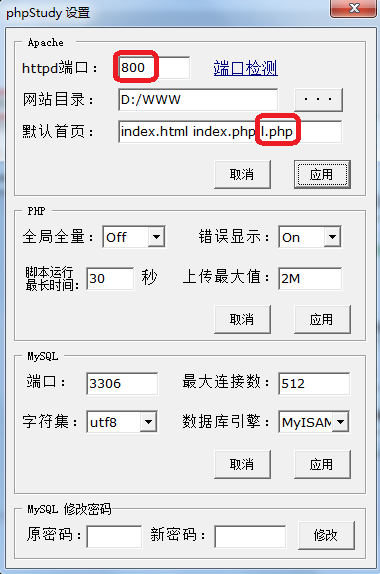 phpStudy 设置
Apache
httpd端口： 800 端口检测
网站目录： D:/WWW ···
默认首页： index.html index.php l.php
取消 应用
PHP
全局全量： Off 错误显示： On
脚本运行
最长时间： 30 秒 上传最大值： 2M
取消 应用
MySQL
端口： 3306 最大连接数： 512
字符集： utf8 数据库引擎： MyISAM
取消 应用
MySQL 修改密码
原密码： 新密码： 修改